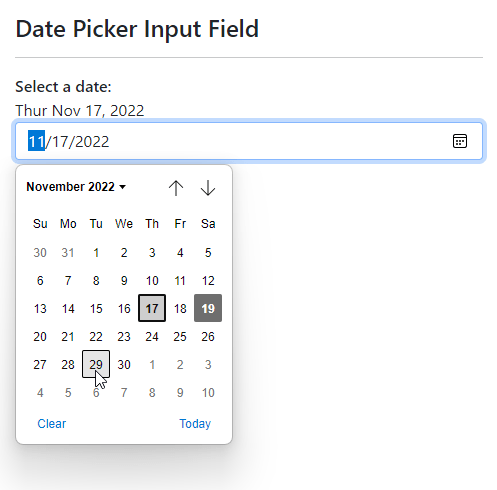 Date Picker Input Field
Select a date:
Thur Nov 17, 2022
11/17/2022
November 2022
Su Mo Tu We Th Fr Sa
30 31 1 2 3 4 5
6 7 8 9 10 11 12
13 14 15 16 17 18 19
20 21 22 23 24 25 26
27 28 29 30 1 2 3
4 5 6 7 8 9 10
Clear Today